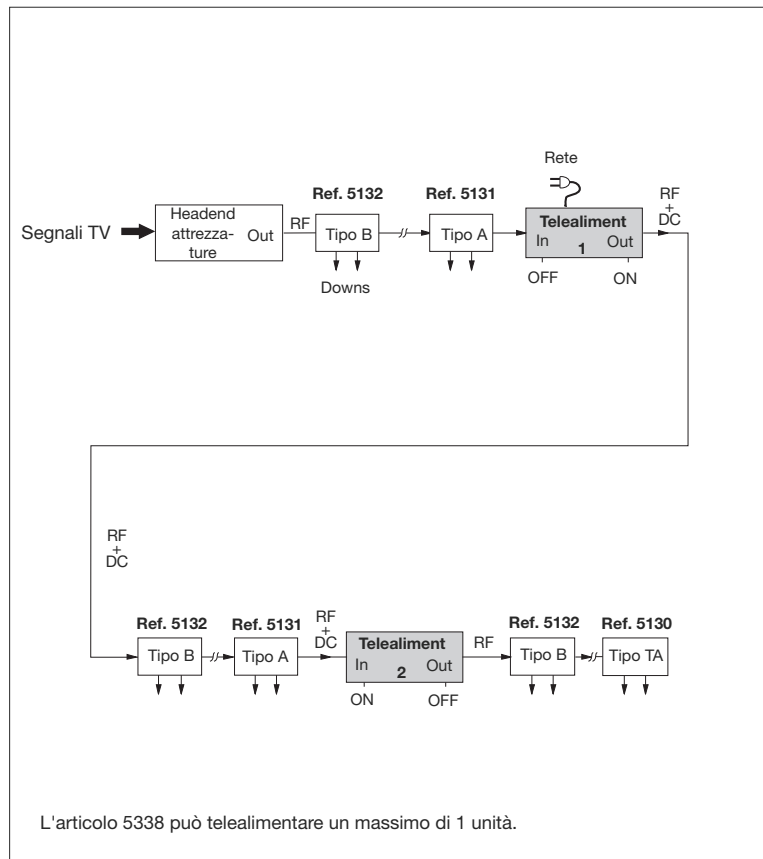 Rete
Ref. 5132
Ref. 5131
RF
+
DC
Segnali TV
Headend
attrezza-
ture
Out
RF
Tipo B
Tipo A
Telealiment
In
1
Out
Downs
OFF
ON
RF
+
DC
Ref. 5132
Ref. 5131
RF
+
DC
Ref. 5132
Ref. 5130
Tipo B
Tipo A
Telealiment
In
2
Out
RF
Tipo B
Tipo TA
ON
OFF
L'articolo 5338 può telealimentare un massimo di 1 unità.